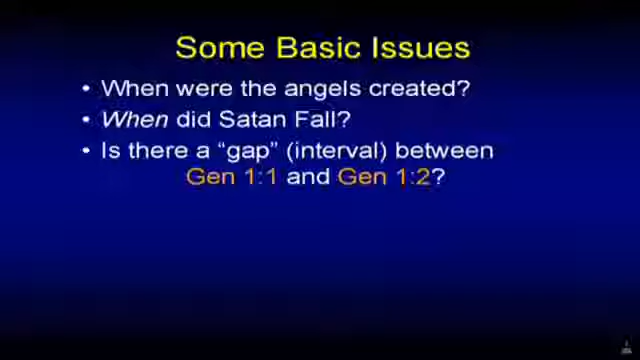 Some Basic Issues
• When were the angels created?
• When did Satan Fall?
• Is there a “gap” (interval) between
Gen 1:1 and Gen 1:2?